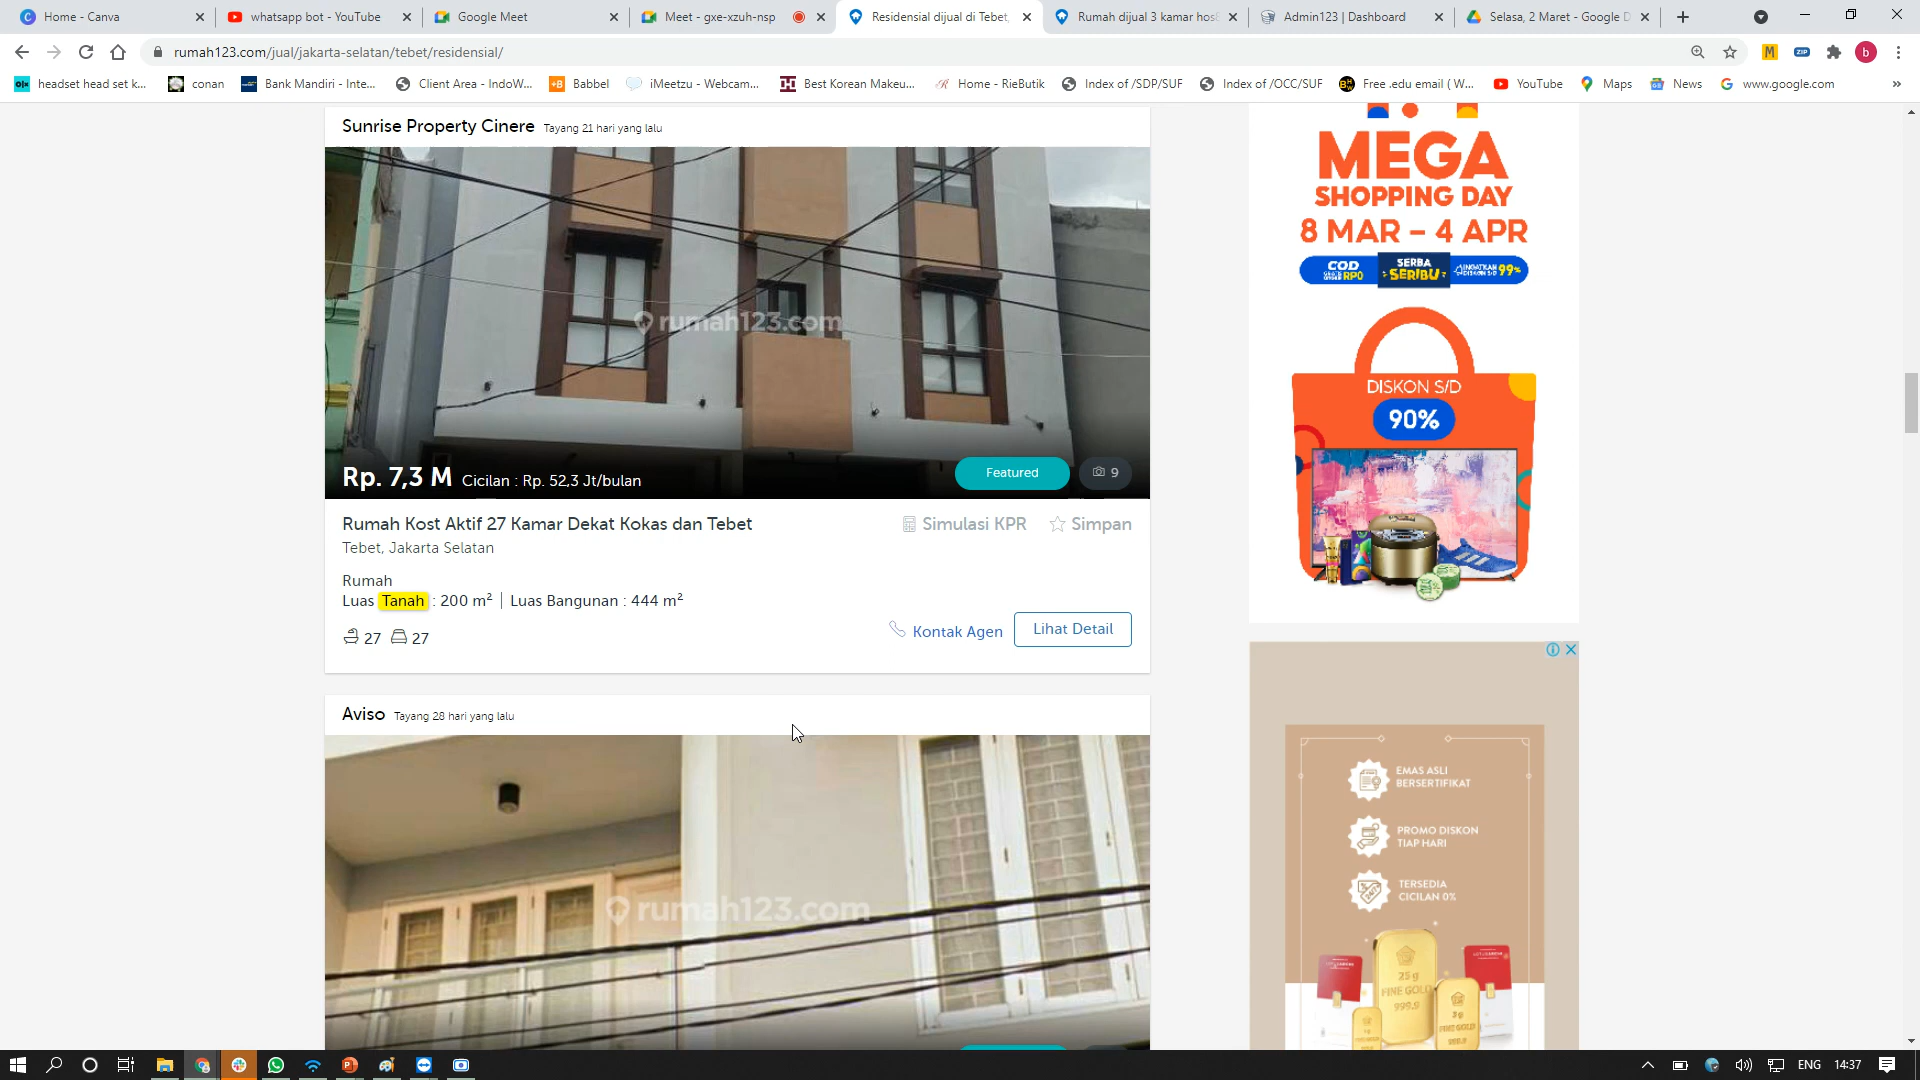 Home - Canva
whatsapp bot - YouTube
Google Meet
Meet - gxe-xzuh-nsp
Residensial dijual di Tebet,
Rumah dijual 3 kamar hos
Admin123 | Dashboard
Selasa, 2 Maret - Google D
rumah123.com/jual/jakarta-selatan/tebet/residensial/
headset head set k...
conan
Bank Mandiri - Inte...
Client Area - IndoW...
Babbel
iMeetzu - Webcam...
Best Korean Makeu...
Home - RieButik
Index of /SDP/SUF
Index of /OCC/SUF
Free .edu email ( W...
YouTube
Maps
News
www.google.com
Sunrise Property Cinere Tayang 21 hari yang lalu
rumah123.com
Rp. 7,3 M Cicilan : Rp. 52,3 Jt/bulan
Featured
9
Rumah Kost Aktif 27 Kamar Dekat Kokas dan Tebet
Simulasi KPR
Simpan
Tebet, Jakarta Selatan
Rumah
Luas Tanah : 200 m² | Luas Bangunan : 444 m²
27 27
Kontak Agen
Lihat Detail
Aviso Tayang 28 hari yang lalu
rumah123.com
MEGA
SHOPPING DAY
8 MAR – 4 APR
COD
SERBA
SERIBU
99%
DISKON S/D
90%
EMAS ASLI
BERSERTIFIKAT
PROMO DISKON
TIAP HARI
TERSEDIA
CICILAN 0%
25 g
FINE GOLD
999.9
FINE GOLD
ENG
14:37